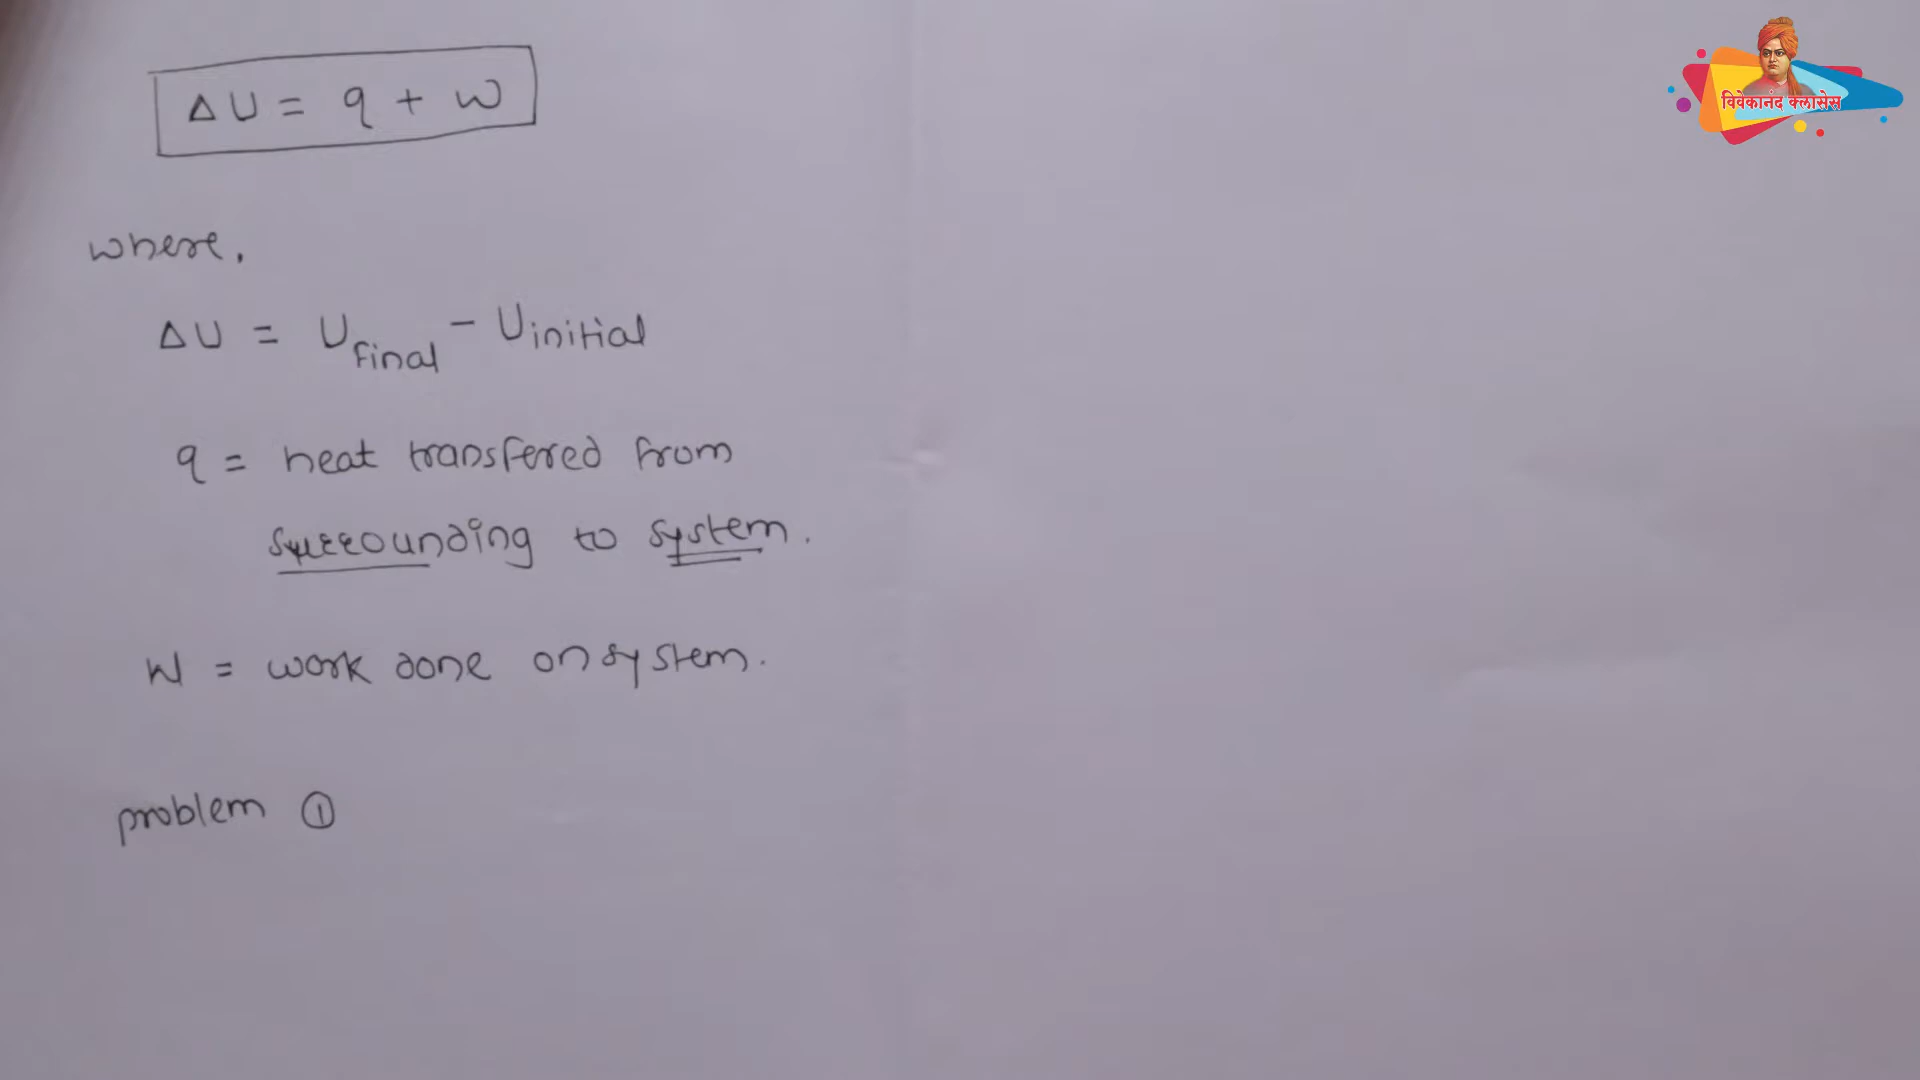 विवेकानंद क्लासेस
ΔU = q + w
where,
ΔU = U final - U initial
q = heat transfered from
surrounding to system.
W = work done on system.
problem ①